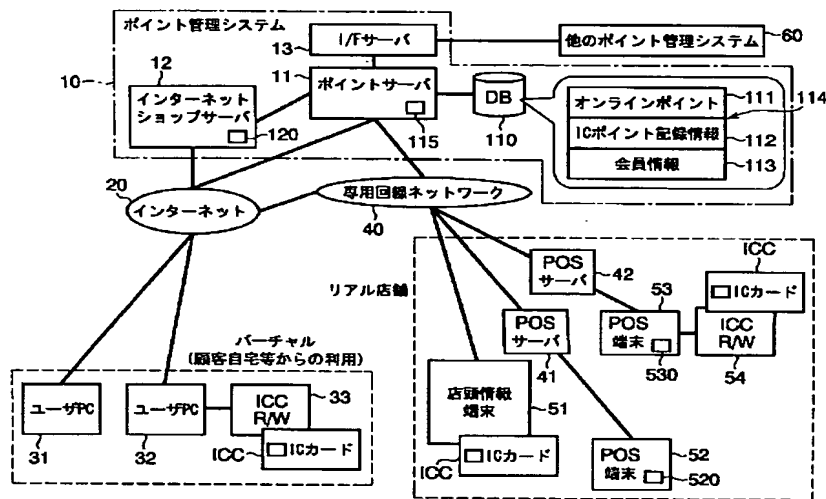 ポイント管理システム
13
I/Fサーバ
他のポイント管理システム
60
10
12
インターネット
ショップサーバ
120
11
ポイントサーバ
115
DB
110
オンラインポイント
ICポイント記録情報
会員情報
111
114
112
113
20
インターネット
専用回線ネットワーク
40
リアル店舗
POS
サーバ
42
POS
サーバ
41
53
POS
端末
530
ICC
ICカード
ICC
R/W
54
店頭情報
端末
51
ICC
ICカード
POS
端末
52
520
バーチャル
(顧客自宅等からの利用)
ユーザPC
31
ユーザPC
32
ICC
R/W
33
ICC
ICカード